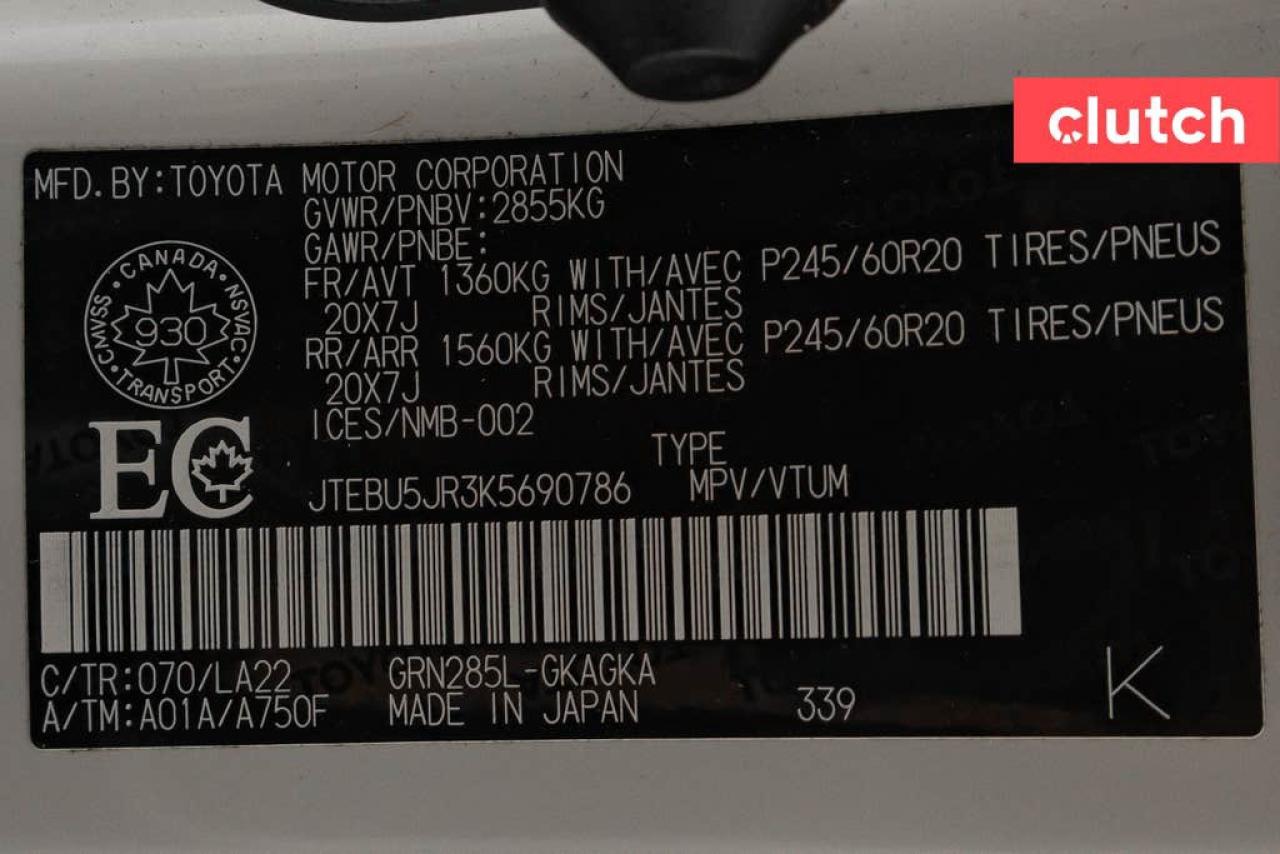 clutch
MFD. BY:TOYOTA MOTOR CORPORATION
GVWR/PNBV:2855KG
GAWR/PNBE:
FR/AVT 1360KG WITH/AVEC P245/60R20 TIRES/PNEUS
20X7J RIMS/JANTES
RR/ARR 1560KG WITH/AVEC P245/60R20 TIRES/PNEUS
20X7J RIMS/JANTES
ICES/NMB-002
CANADA
CMVSS
NSVAC
930
TRANSPORT
EC
TYPE
JTEBU5JR3K5690786 MPV/VTUM
C/TR:070/LA22 GRN285L-GKAGKA
A/TM:A01A/A750F MADE IN JAPAN 339 K